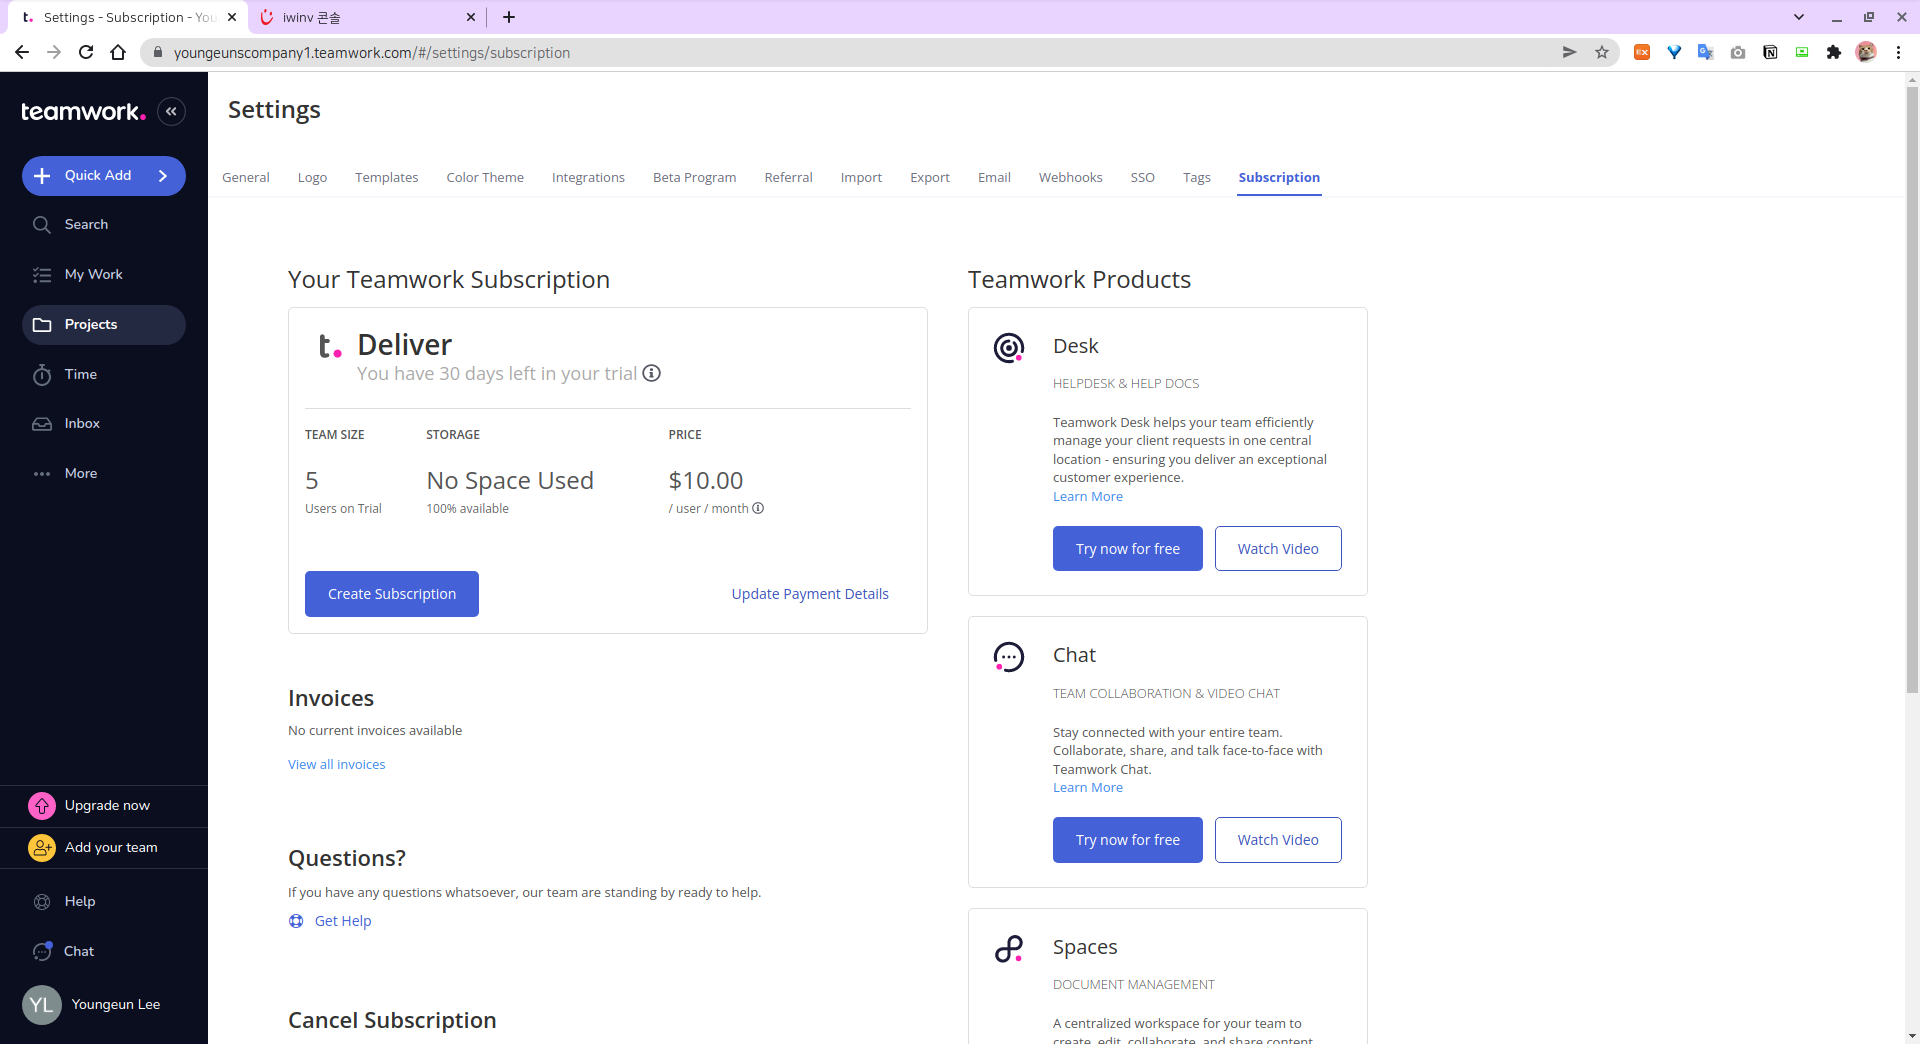 Settings - Subscription - You
iwinv 콘솔
youngeunscompany1.teamwork.com/#/settings/subscription
teamwork.
Quick Add
Search
My Work
Projects
Time
Inbox
More
Upgrade now
Add your team
Help
Chat
YL
Youngeun Lee
Settings
General
Logo
Templates
Color Theme
Integrations
Beta Program
Referral
Import
Export
Email
Webhooks
SSO
Tags
Subscription
Your Teamwork Subscription
t. Deliver
You have 30 days left in your trial
TEAM SIZE
STORAGE
PRICE
5
No Space Used
$10.00
Users on Trial
100% available
/ user / month
Create Subscription
Update Payment Details
Invoices
No current invoices available
View all invoices
Questions?
If you have any questions whatsoever, our team are standing by ready to help.
Get Help
Cancel Subscription
Teamwork Products
Desk
HELPDESK & HELP DOCS
Teamwork Desk helps your team efficiently
manage your client requests in one central
location - ensuring you deliver an exceptional
customer experience.
Learn More
Try now for free
Watch Video
Chat
TEAM COLLABORATION & VIDEO CHAT
Stay connected with your entire team.
Collaborate, share, and talk face-to-face with
Teamwork Chat.
Learn More
Try now for free
Watch Video
Spaces
DOCUMENT MANAGEMENT
A centralized workspace for your team to
create, edit, collaborate, and share content